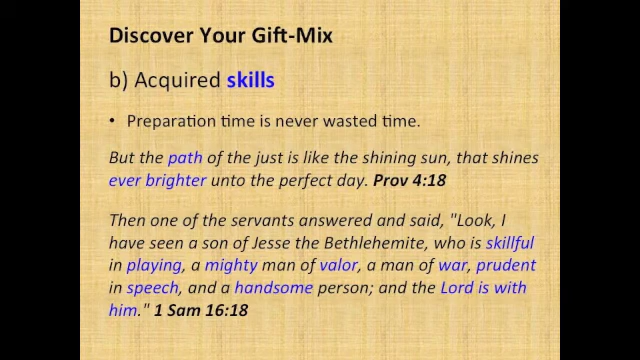 Discover Your Gift-Mix
b) Acquired skills
• Preparation time is never wasted time.
But the path of the just is like the shining sun, that shines
ever brighter unto the perfect day. Prov 4:18
Then one of the servants answered and said, "Look, I
have seen a son of Jesse the Bethlehemite, who is skillful
in playing, a mighty man of valor, a man of war, prudent
in speech, and a handsome person; and the Lord is with
him." 1 Sam 16:18